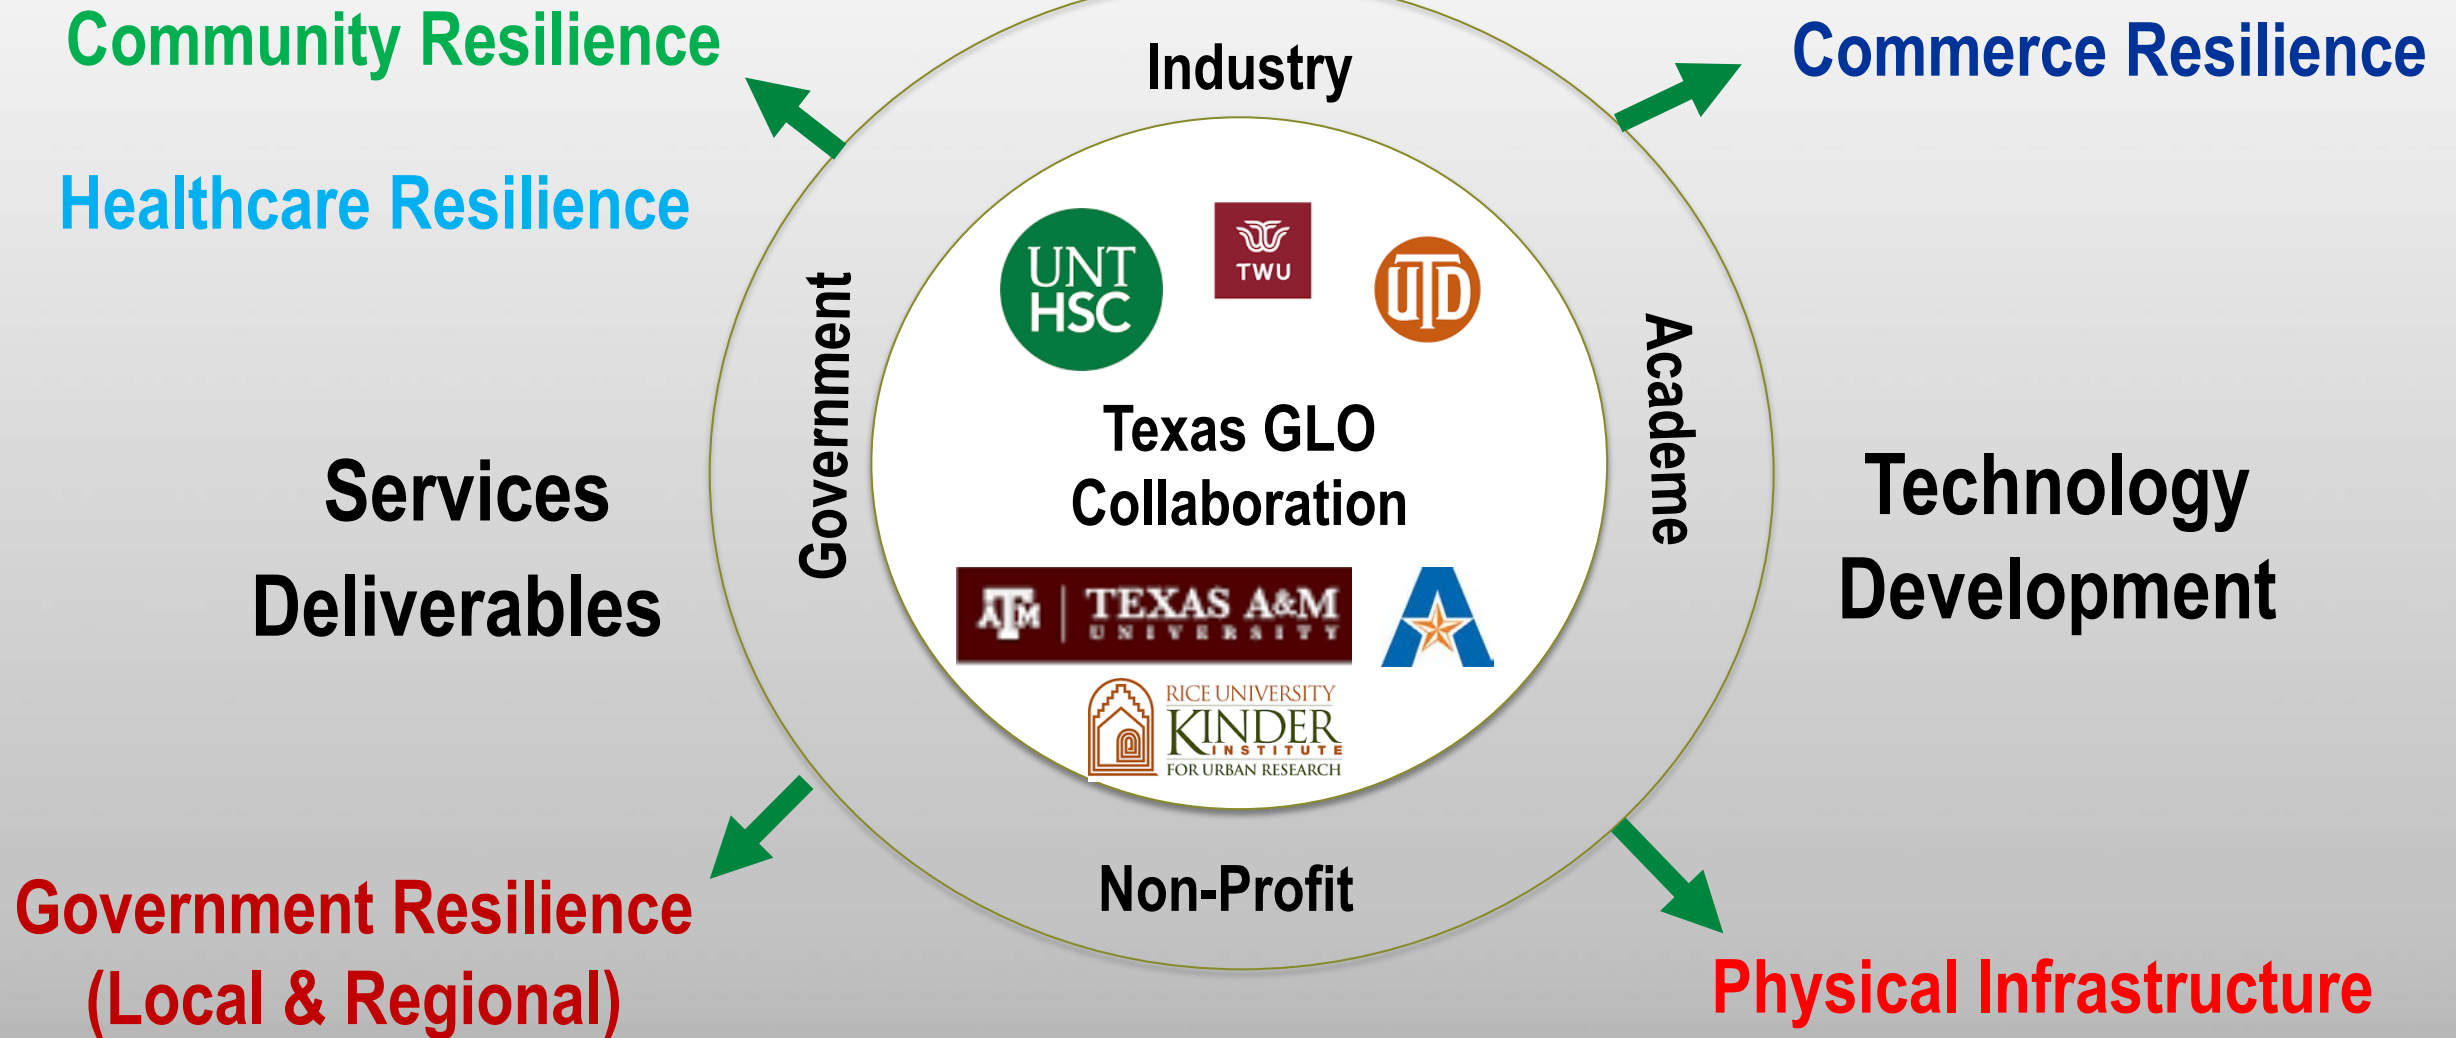 Community Resilience
Healthcare Resilience
Services
Deliverables
Government Resilience
(Local & Regional)
Industry
Government
Academe
Non-Profit
UNT
HSC
TWU
UTD
Texas GLO
Collaboration
ATM
TEXAS A&M
UNIVERSITY
A
RICE UNIVERSITY
KINDER
INSTITUTE
FOR URBAN RESEARCH
Commerce Resilience
Technology
Development
Physical Infrastructure